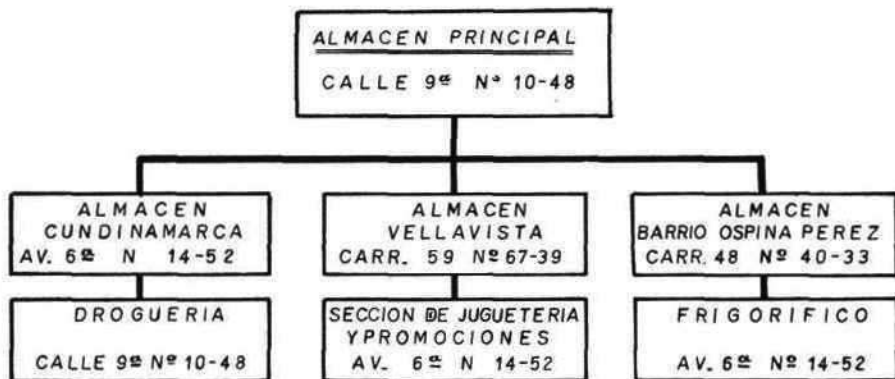 ALMACEN PRINCIPAL
CALLE 9ª Nº 10-48
ALMACEN
CUNDINAMARCA
AV. 6ª N 14-52
ALMACEN
VELLAVISTA
CARR. 59 Nº 67-39
ALMACEN
BARRIO OSPINA PEREZ
CARR. 48 Nº 40-33
DROGUERIA
CALLE 9ª Nº 10-48
SECCION DE JUGUETERIA
Y PROMOCIONES
AV. 6ª N 14-52
FRIGORIFICO
AV. 6ª Nº 14-52